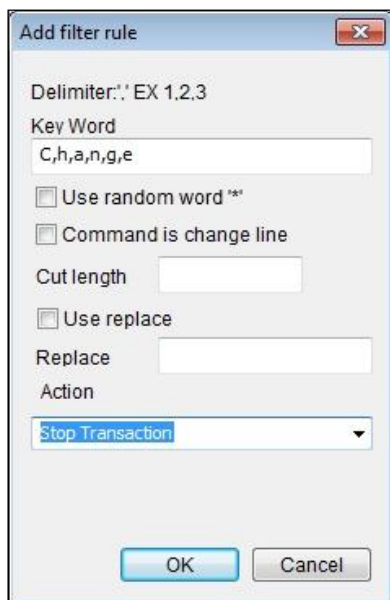 Add filter rule
Delimiter:',' EX 1,2,3
Key Word
C,h,a,n,g,e
Use random word '*'
Command is change line
Cut length
Use replace
Replace
Action
Stop Transaction
OK Cancel